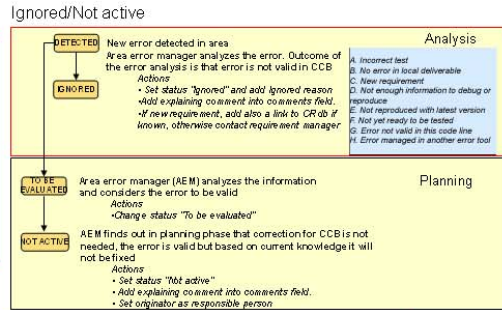 Ignored/Not active
DETECTED
New error detected in area
Area error manager analyzes the error. Outcome of
the error analysis is that error is not valid in CCB
Actions
IGNORED
• Set status "Ignored" and add Ignored reason
•Add explaining comment into comments field.
•If new requirement, add also a link to CR db if
known, otherwise contact requirement manager
Analysis
A. Incorrect test
B. No error in local deliverable
C. New requirement
D. Not enough information to debug or
reproduce
E. Not reproduced with latest version
F. Not yet ready to be tested
G. Error not valid in this code line
H. Error managed in another error tool
TO BE
EVALUATED
Area error manager (AEM) analyzes the information
and considers the error to be valid
Actions
•Change status "To be evaluated"
Planning
NOT ACTIVE
AEM finds out in planning phase that correction for CCB is not
needed, the error is valid but based on current knowledge it will
not be fixed
Actions
• Set status "Not active"
• Add explaining comment into comments field.
• Set originator as responsible person